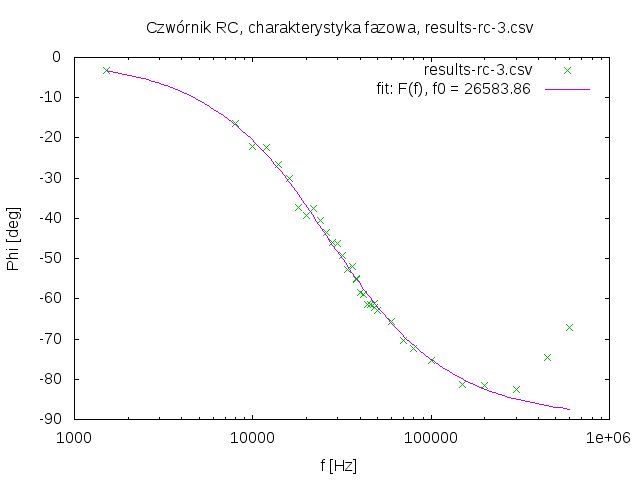 Czwórnik RC, charakterystyka fazowa, results-rc-3.csv
results-rc-3.csv
fit: F(f), f0 = 26583.86
0
-10
-20
-30
-40
-50
-60
-70
-80
-90
Phi [deg]
1000 10000 100000 1e+06
f [Hz]